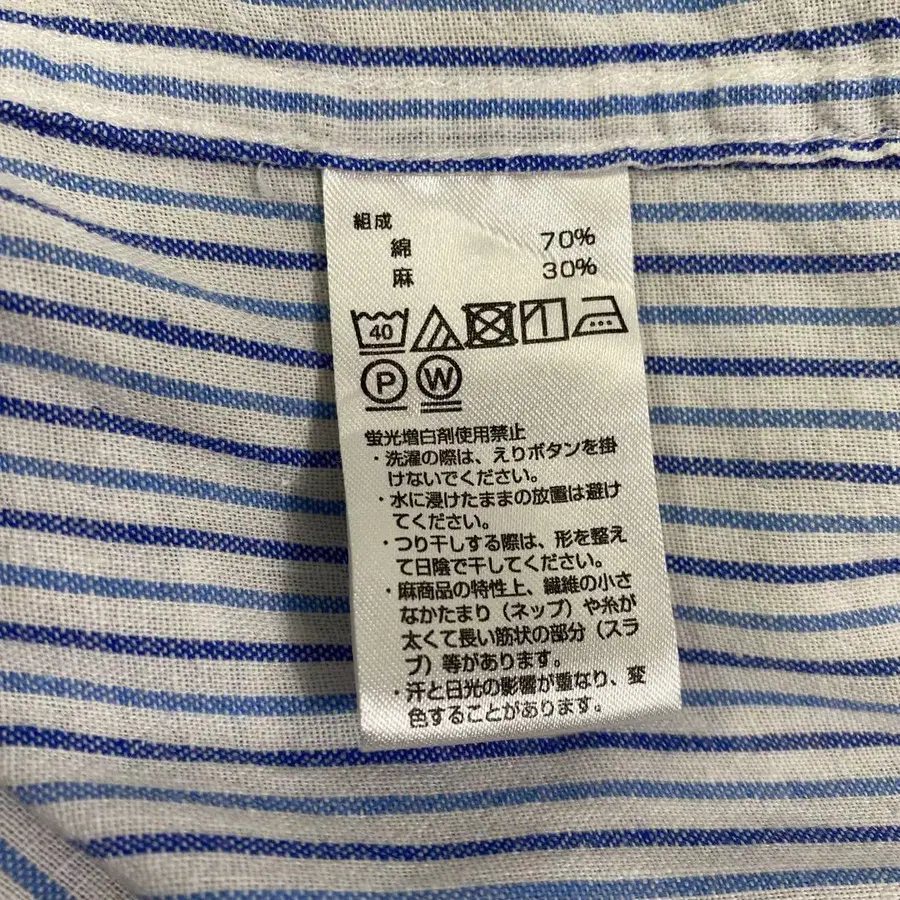 組成
綿 70%
麻 30%
40
P W
蛍光増白剤使用禁止
・洗濯の際は、えりボタンを掛
けないでください。
・水に浸けたままの放置は避け
てください。
・つり干しする際は、形を整え
て日陰で干してください。
・麻商品の特性上、繊維の小さ
なかたまり（ネップ）や糸が
太くて長い筋状の部分（スラ
ブ）等があります。
・汗と日光の影響が重なり、変
色することがあります。